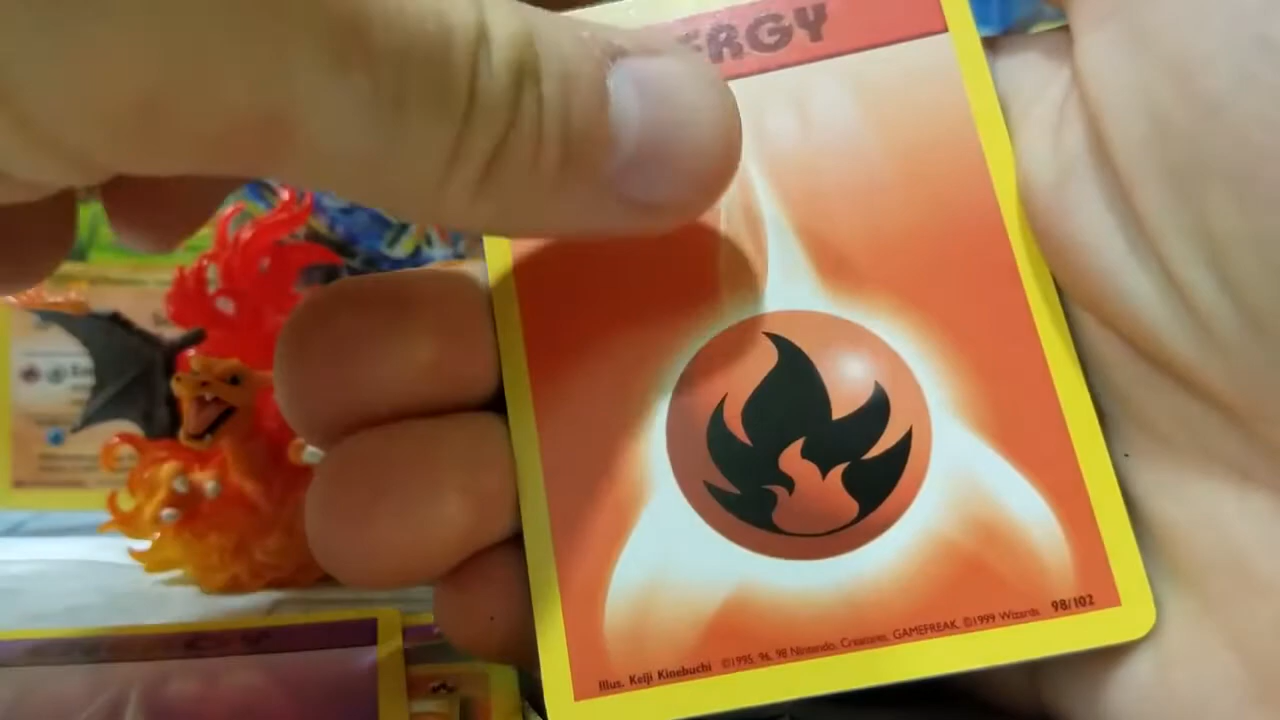 ERGY
98/102
Illus. Keiji Kinebuchi ©1995, 96, 98 Nintendo, Creatures, GAMEFREAK. ©1999 Wizards.